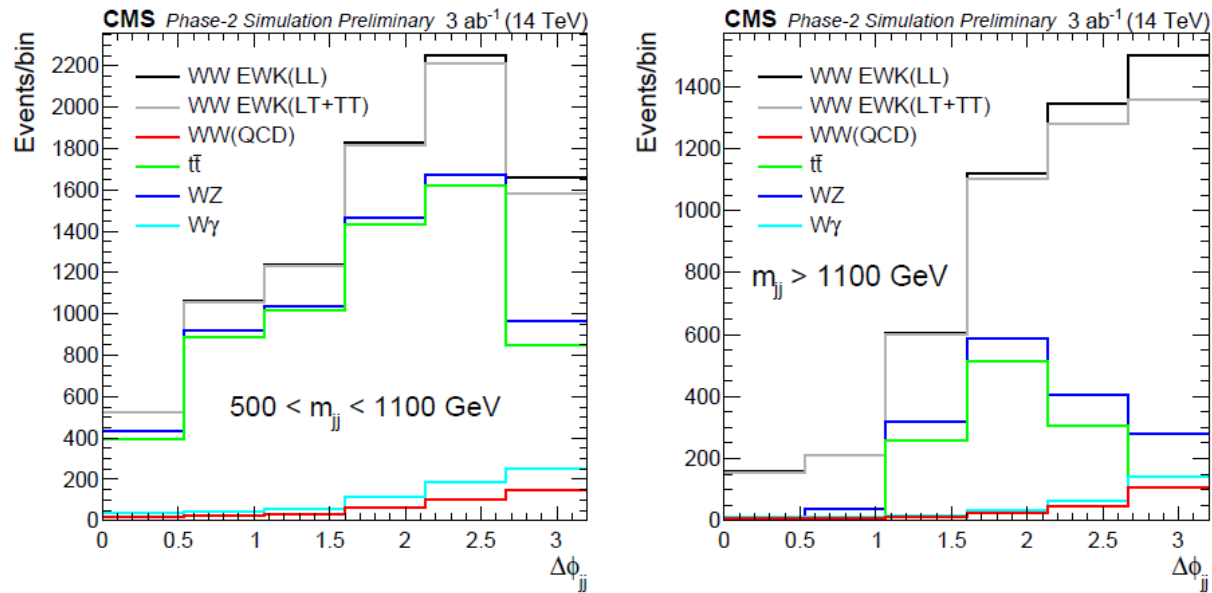 CMS Phase-2 Simulation Preliminary 3 ab⁻¹ (14 TeV)
Events/bin
2200
2000
1800
1600
1400
1200
1000
800
600
400
200
0
WW EWK(LL)
WW EWK(LT+TT)
WW(QCD)
tt̅
WZ
Wγ
500 < m_jj < 1100 GeV
0 0.5 1 1.5 2 2.5 3
Δϕ_jj
CMS Phase-2 Simulation Preliminary 3 ab⁻¹ (14 TeV)
Events/bin
1400
1200
1000
800
600
400
200
0
WW EWK(LL)
WW EWK(LT+TT)
WW(QCD)
tt̅
WZ
Wγ
m_jj > 1100 GeV
0 0.5 1 1.5 2 2.5 3
Δϕ_jj